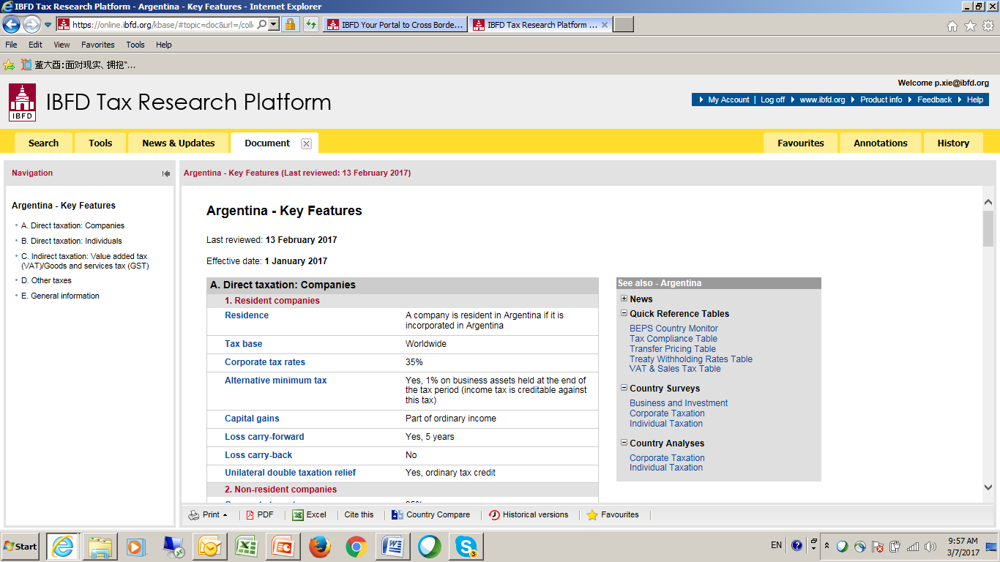 IBFD Tax Research Platform - Argentina - Key Features - Internet Explorer
https://online.ibfd.org/kbase/#topic=doc&url=/colle
IBFD Your Portal to Cross Borde...
IBFD Tax Research Platform ...
File Edit View Favorites Tools Help
董大酉:面对现实、拥抱“...
Welcome p.xie@ibfd.org
IBFD
IBFD Tax Research Platform
My Account | Log off www.ibfd.org Product info Feedback Help
Search Tools News & Updates Document Favourites Annotations History
Navigation
Argentina - Key Features
A. Direct taxation: Companies
B. Direct taxation: Individuals
C. Indirect taxation: Value added tax
(VAT)/Goods and services tax (GST)
D. Other taxes
E. General information
Argentina - Key Features (Last reviewed: 13 February 2017)
Argentina - Key Features
Last reviewed: 13 February 2017
Effective date: 1 January 2017
A. Direct taxation: Companies
1. Resident companies
Residence A company is resident in Argentina if it is
incorporated in Argentina
Tax base Worldwide
Corporate tax rates 35%
Alternative minimum tax Yes, 1% on business assets held at the end of
the tax period (income tax is creditable against
this tax)
Capital gains Part of ordinary income
Loss carry-forward Yes, 5 years
Loss carry-back No
Unilateral double taxation relief Yes, ordinary tax credit
2. Non-resident companies
See also - Argentina
News
Quick Reference Tables
BEPS Country Monitor
Tax Compliance Table
Transfer Pricing Table
Treaty Withholding Rates Table
VAT & Sales Tax Table
Country Surveys
Business and Investment
Corporate Taxation
Individual Taxation
Country Analyses
Corporate Taxation
Individual Taxation
Print PDF Excel Cite this Country Compare Historical versions Favourites
Start
3
EN
9:57 AM
3/7/2017